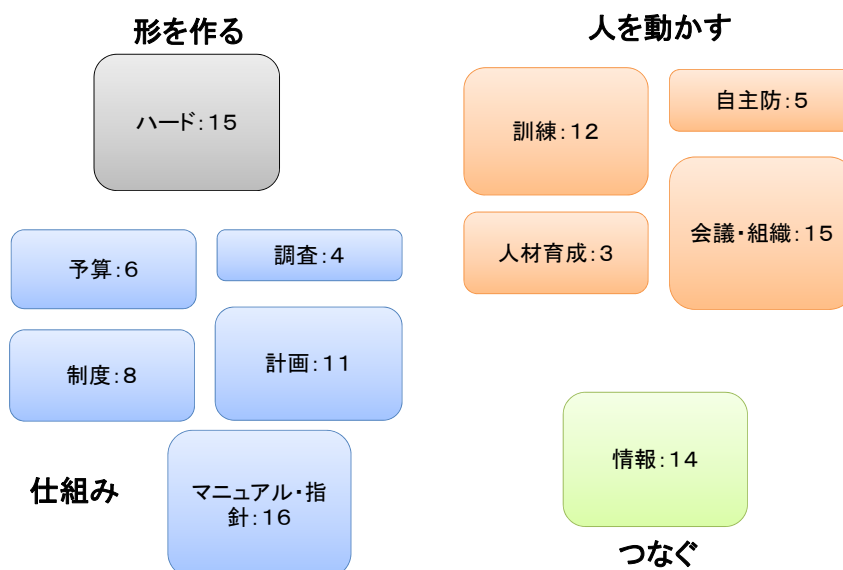 形を作る
ハード：１５
予算：６
調査：４
制度：８
計画：１１
仕組み
マニュアル・指
針：１６
人を動かす
訓練：１２
自主防：５
人材育成：３
会議・組織：１５
情報：１４
つなぐ